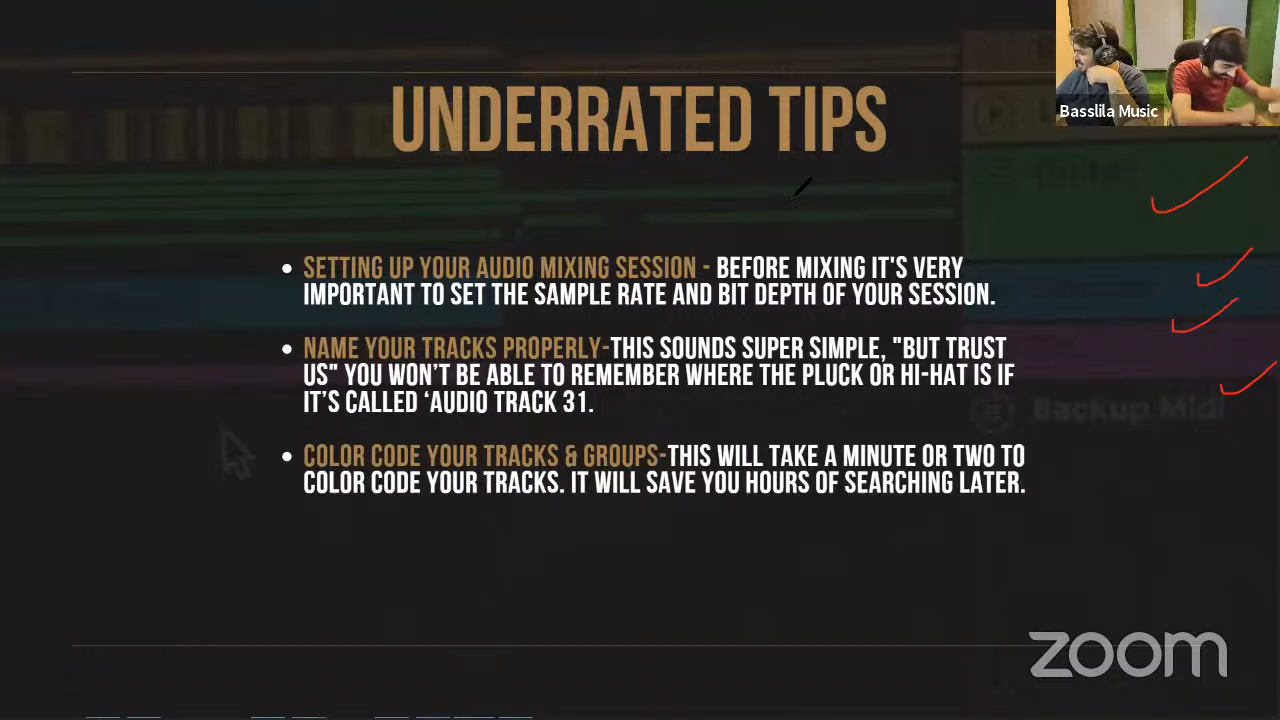 Basslila Music
UNDERRATED TIPS
• SETTING UP YOUR AUDIO MIXING SESSION - BEFORE MIXING IT'S VERY
IMPORTANT TO SET THE SAMPLE RATE AND BIT DEPTH OF YOUR SESSION.
• NAME YOUR TRACKS PROPERLY-THIS SOUNDS SUPER SIMPLE, "BUT TRUST
US" YOU WON’T BE ABLE TO REMEMBER WHERE THE PLUCK OR HI-HAT IS IF
IT’S CALLED ‘AUDIO TRACK 31.
Backup Midi
• COLOR CODE YOUR TRACKS & GROUPS-THIS WILL TAKE A MINUTE OR TWO TO
COLOR CODE YOUR TRACKS. IT WILL SAVE YOU HOURS OF SEARCHING LATER.
zoom